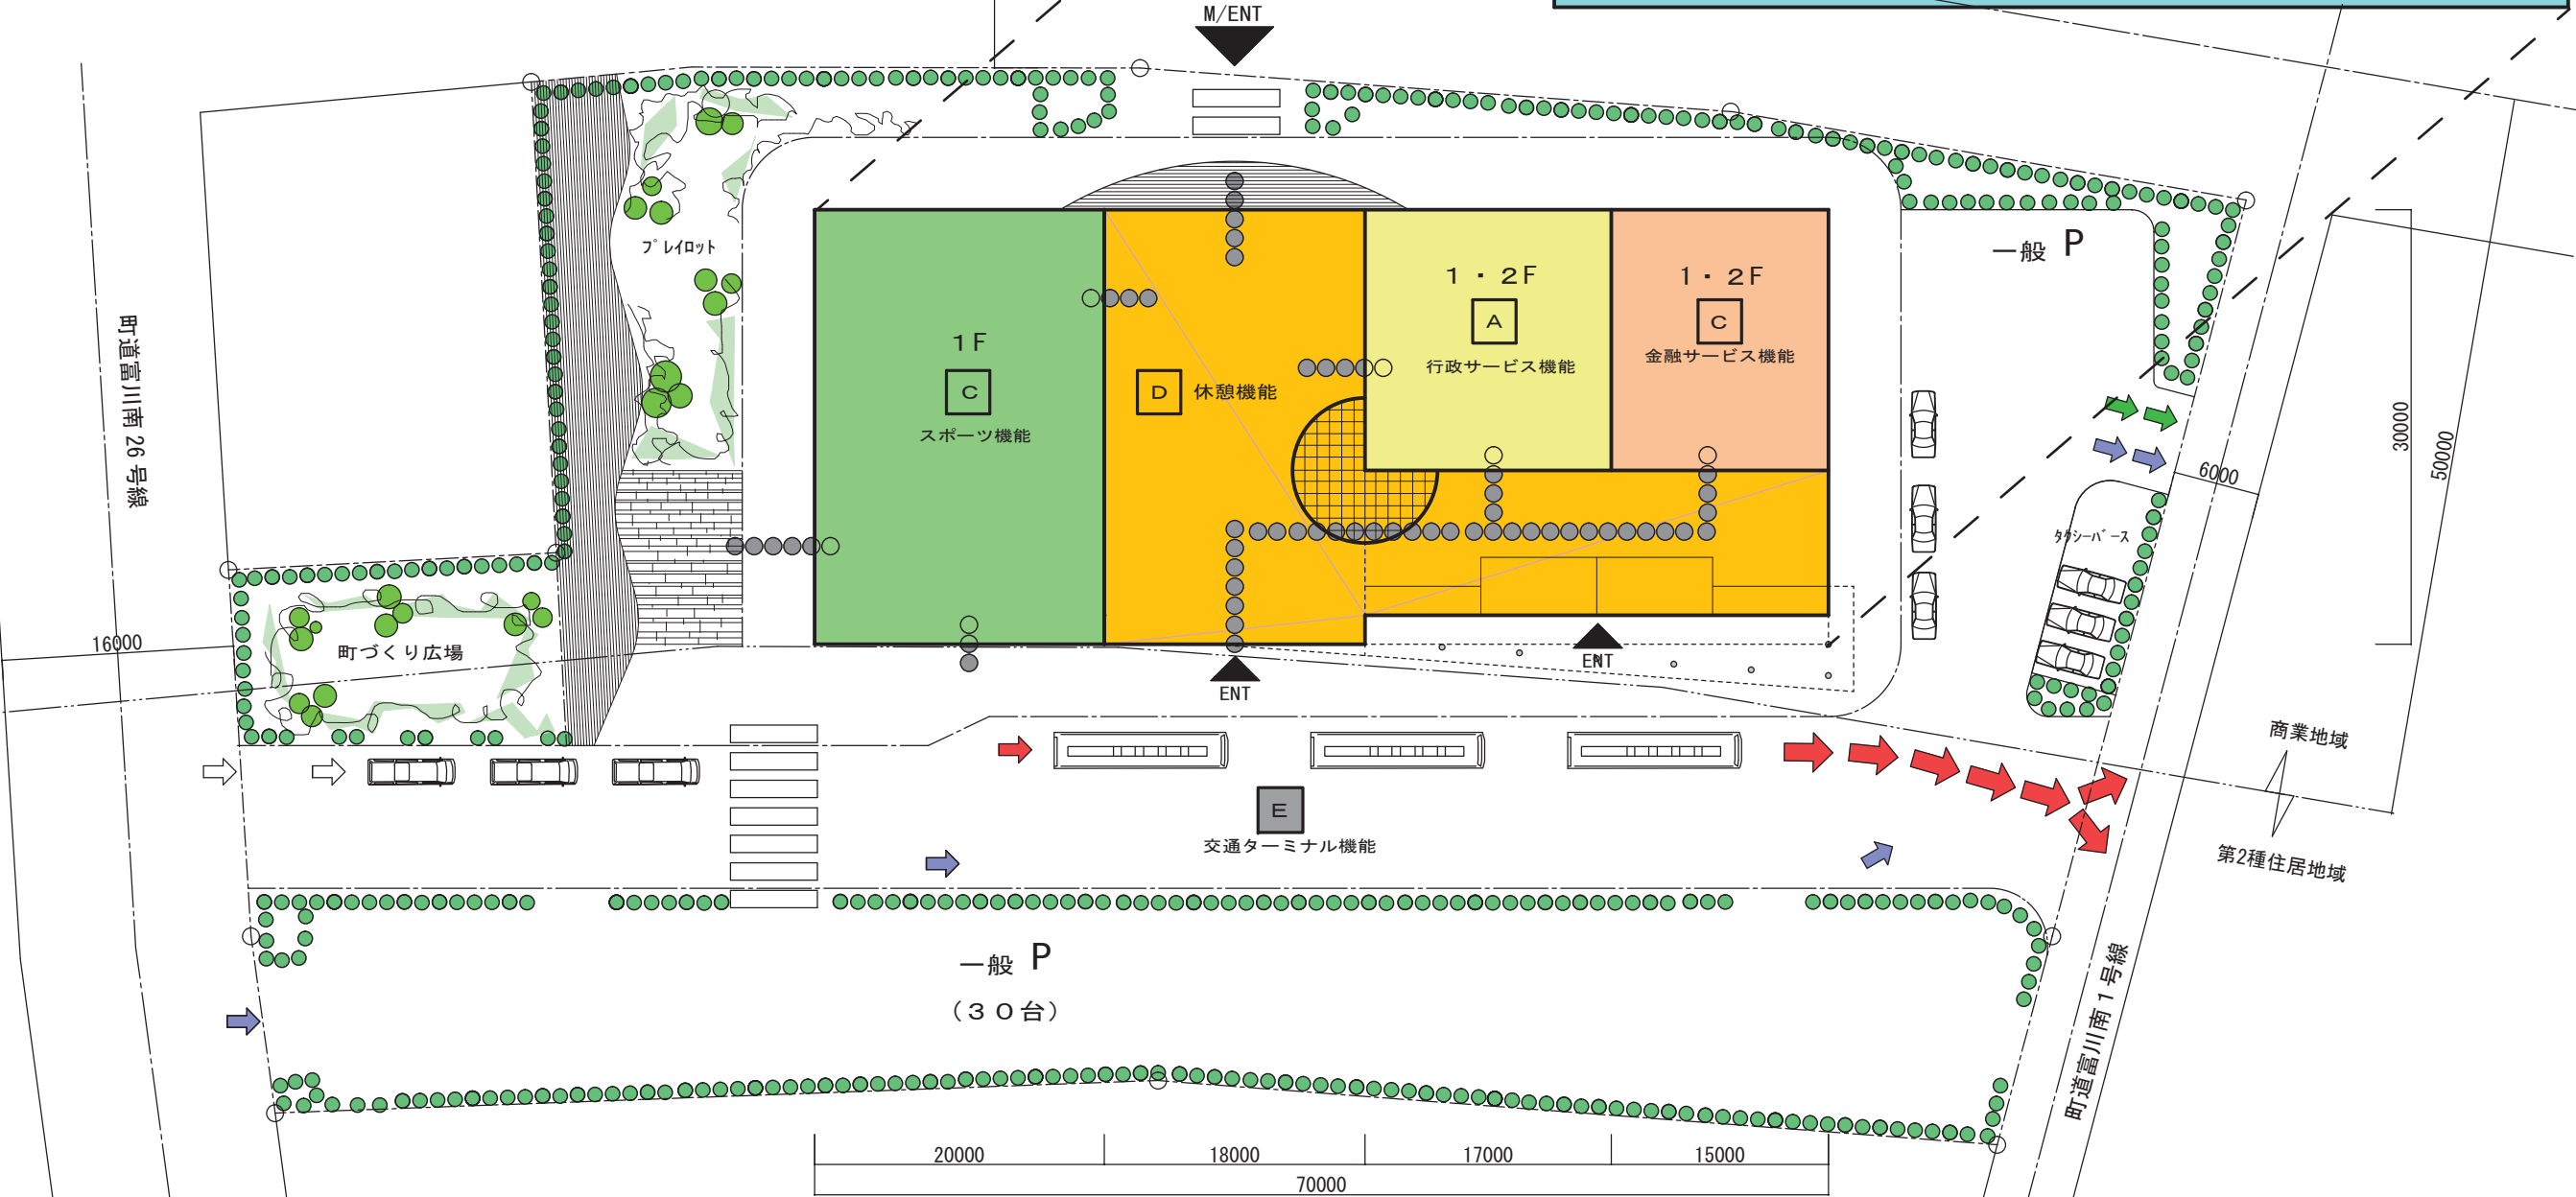 M/ENT
町道富川南26号線
プレイロット
一般 P
1F
C
スポーツ機能
D 休憩機能
1・2F
A
行政サービス機能
1・2F
C
金融サービス機能
30000
50000
6000
タクシーバース
16000
町づくり広場
ENT
ENT
商業地域
第2種住居地域
E
交通ターミナル機能
一般 P
(30台)
町道富川南1号線
20000
18000
17000
15000
70000